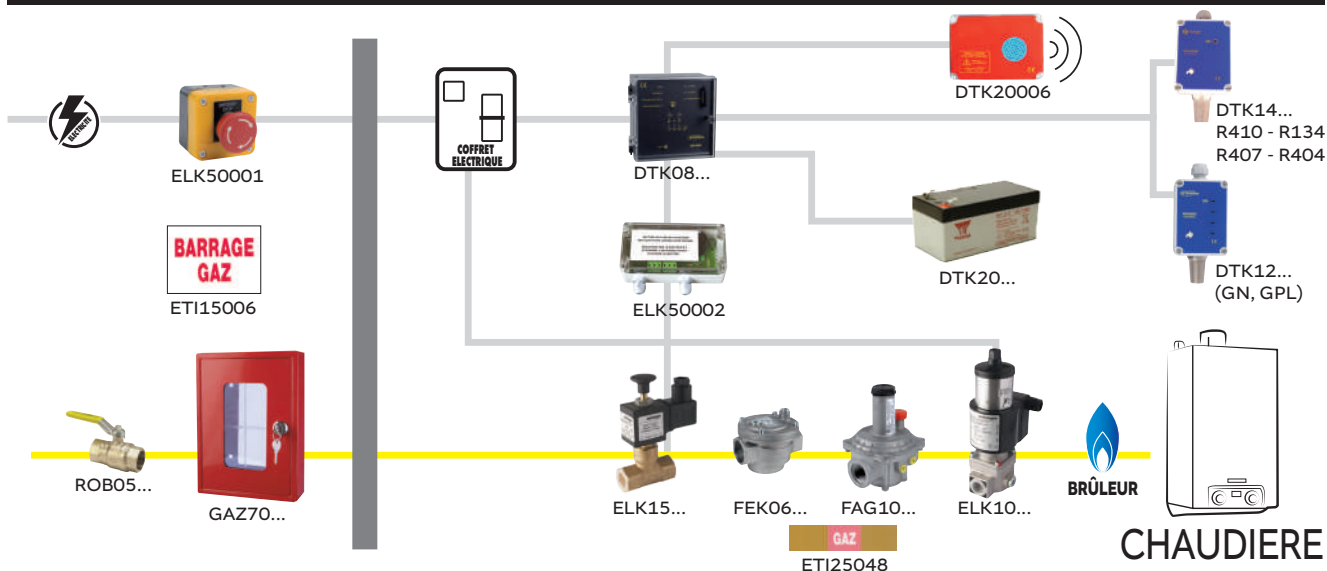 ELECTRICITE
ELK50001
BARRAGE
GAZ
ETI15006
ROB05...
GAZ70...
COFFRET
ELECTRIQUE
DTK08...
ELK50002
DTK20006
DTK20...
DTK14...
R410 - R134
R407 - R404
DTK12...
(GN, GPL)
ELK15...
FEK06...
FAG10...
ELK10...
GAZ
ETI25048
BRÛLEUR
CHAUDIERE